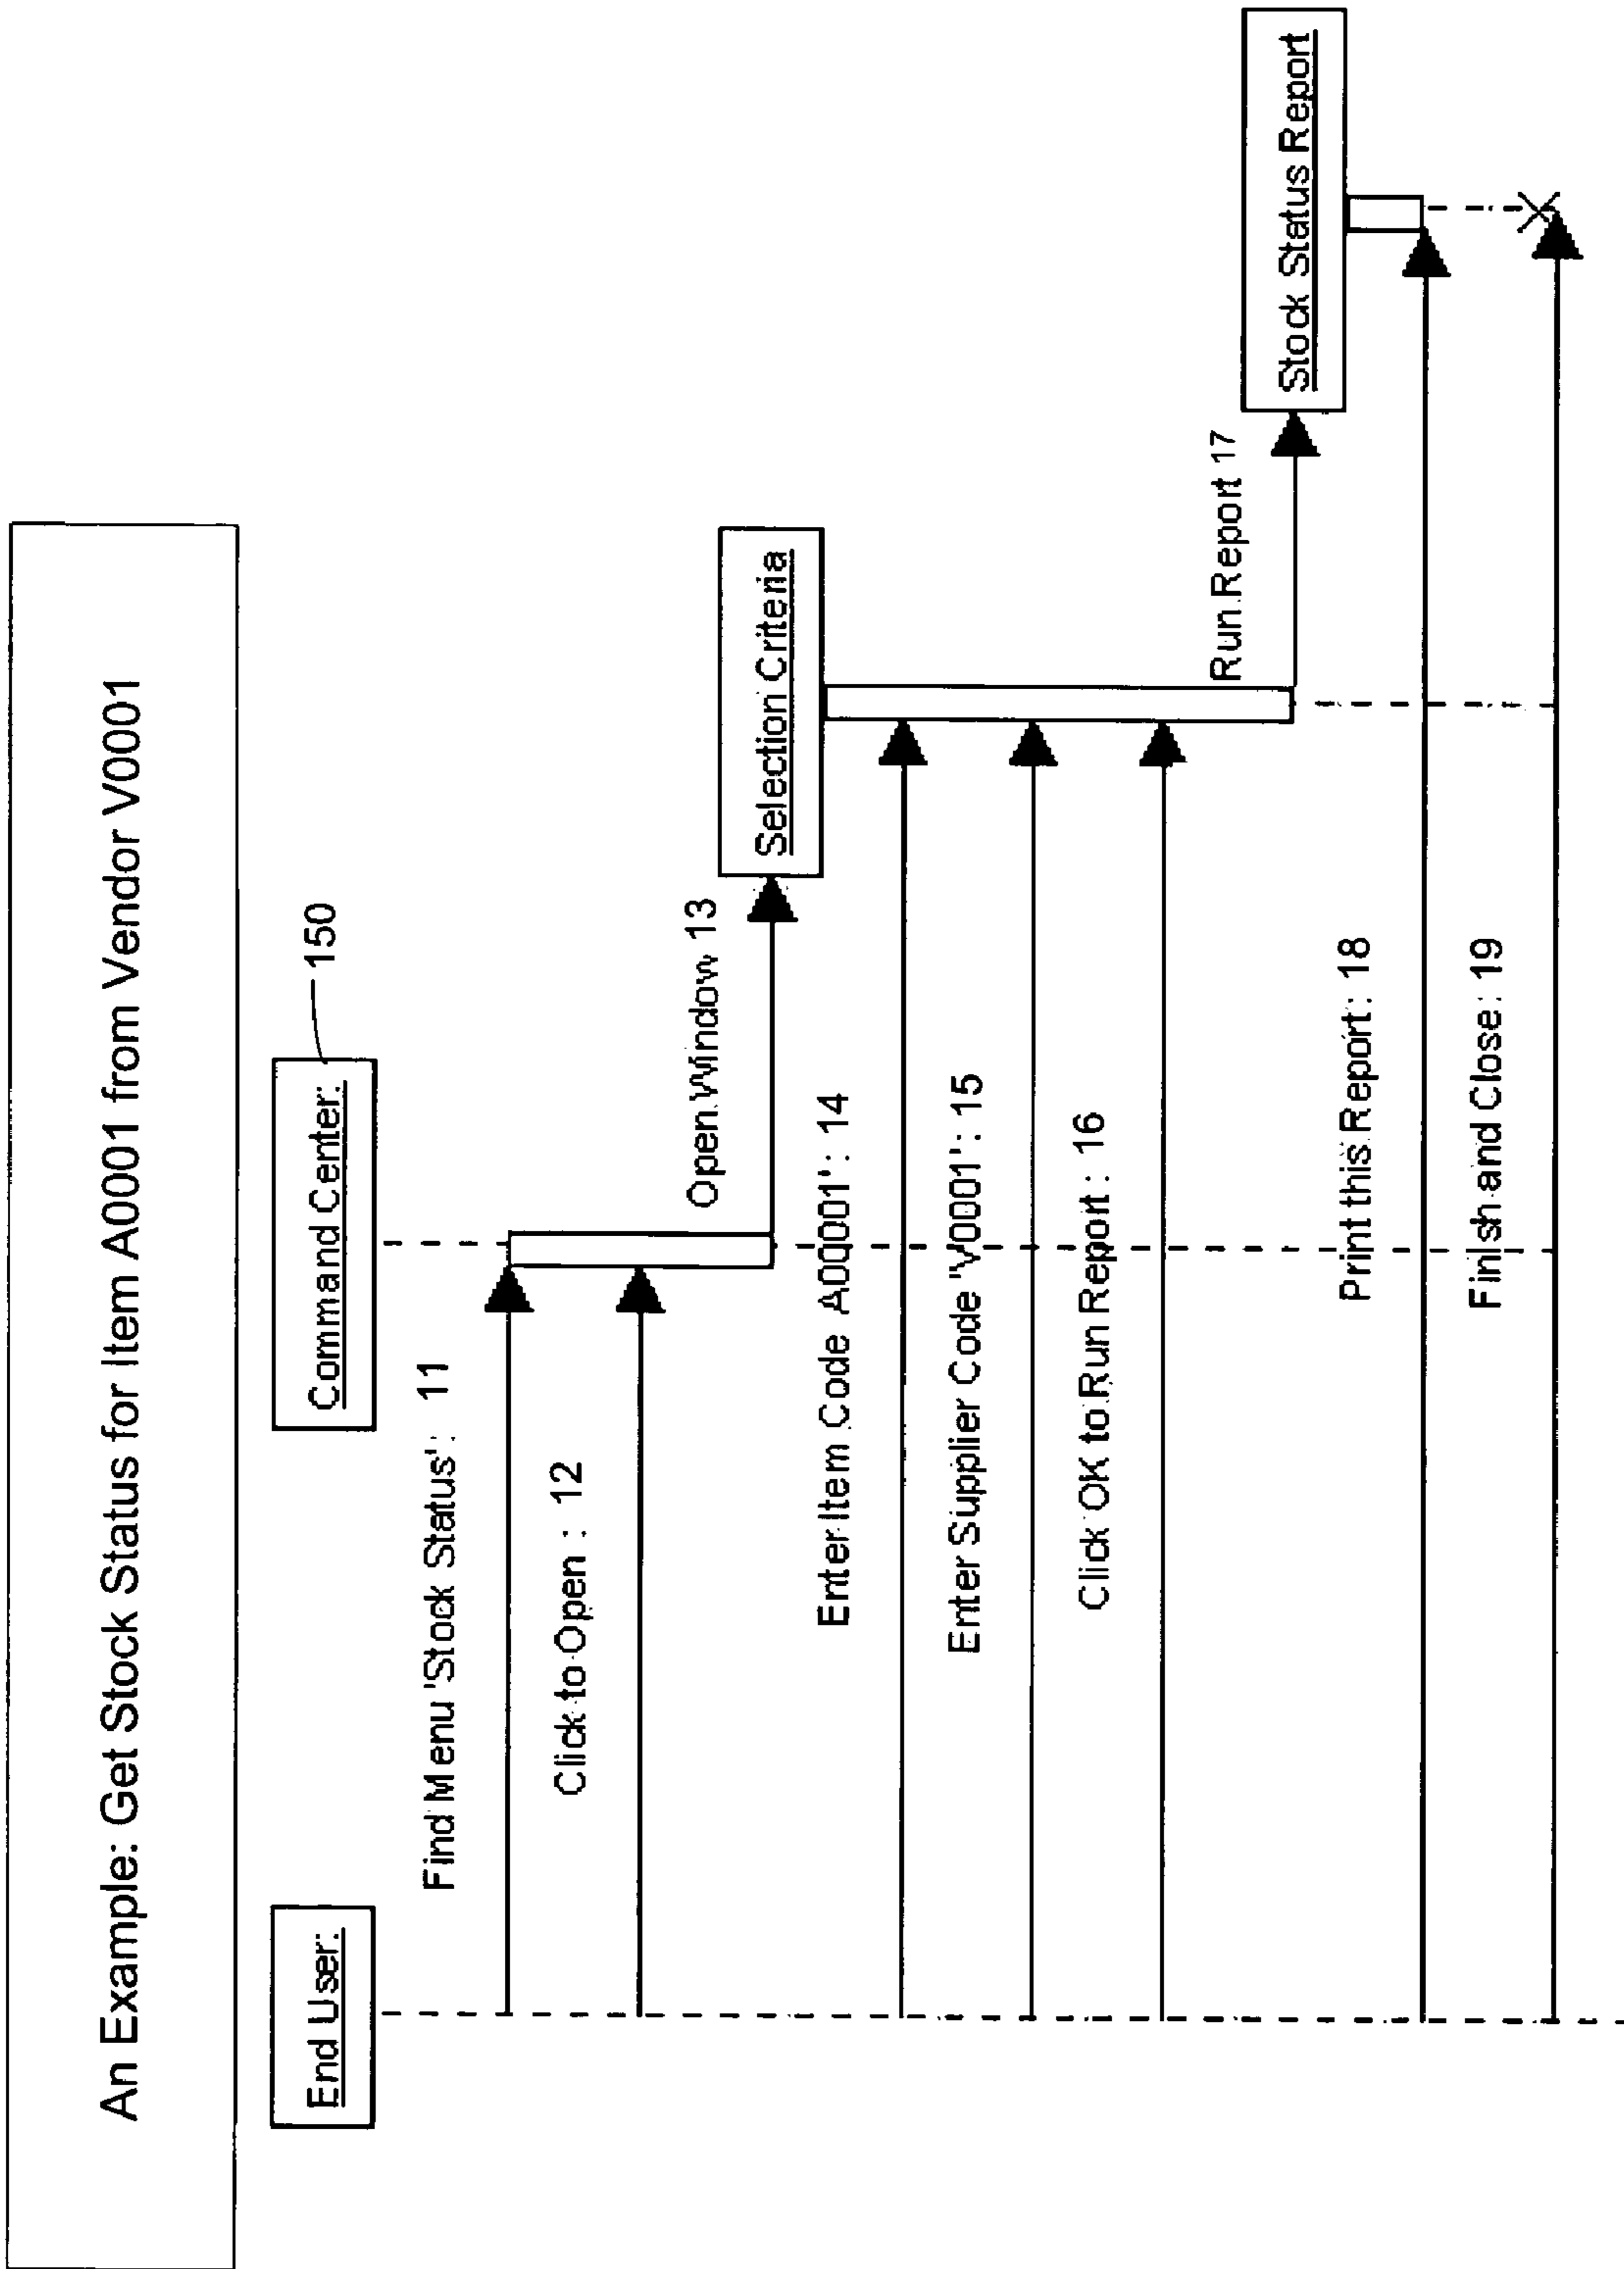 An Example: Get Stock Status for Item A0001 from Vendor V0001
End User:
Command Center:
150
Find Menu 'Stock Status': 11
Click to Open : 12
Open Window 13
Selection Criteria
Enter Item Code A0001': 14
Enter Supplier Code 'V0001': 15
Click OK to Run Report : 16
Run Report 17
Stock Status Report
Print this Report : 18
Finish and Close : 19